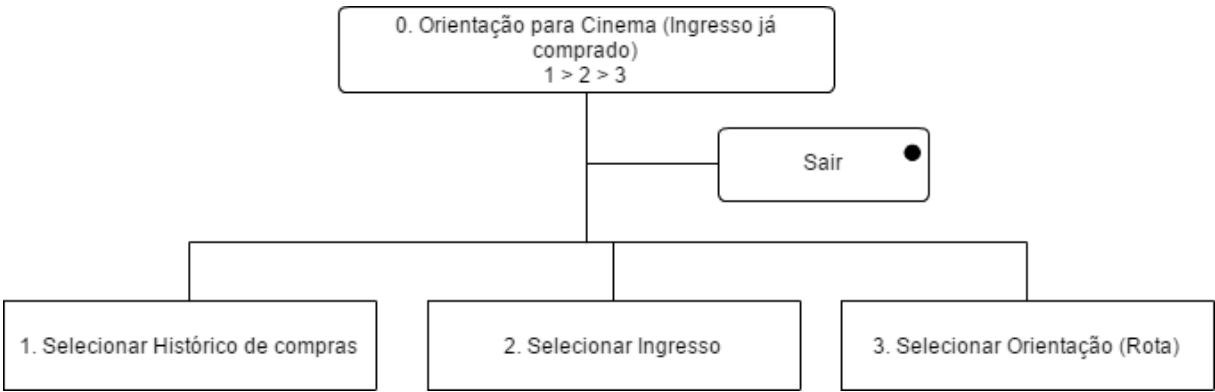 0. Orientação para Cinema (Ingresso já
comprado)
1 > 2 > 3
Sair
1. Selecionar Histórico de compras
2. Selecionar Ingresso
3. Selecionar Orientação (Rota)